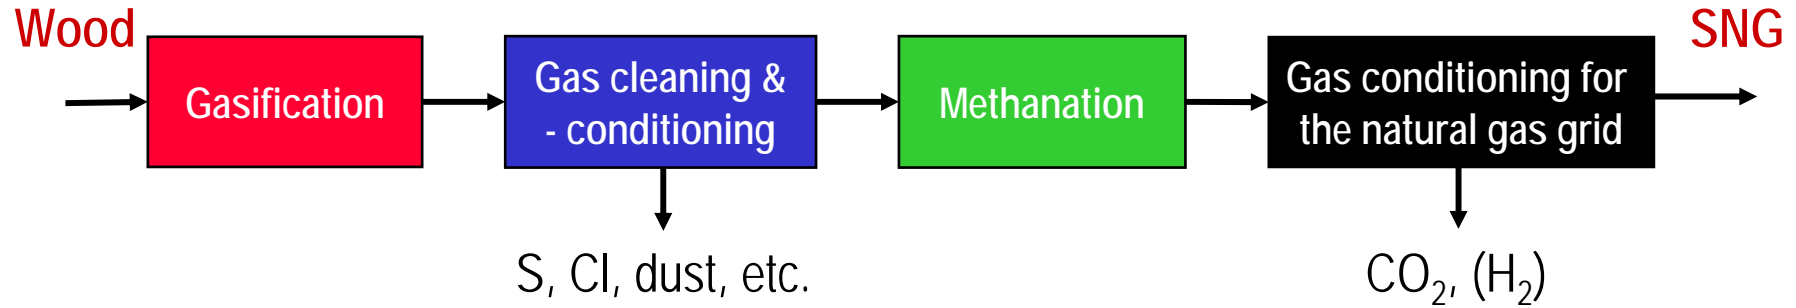 Wood
Gasification
Gas cleaning &
- conditioning
Methanation
Gas conditioning for
the natural gas grid
SNG
S, Cl, dust, etc.
CO₂, (H₂)